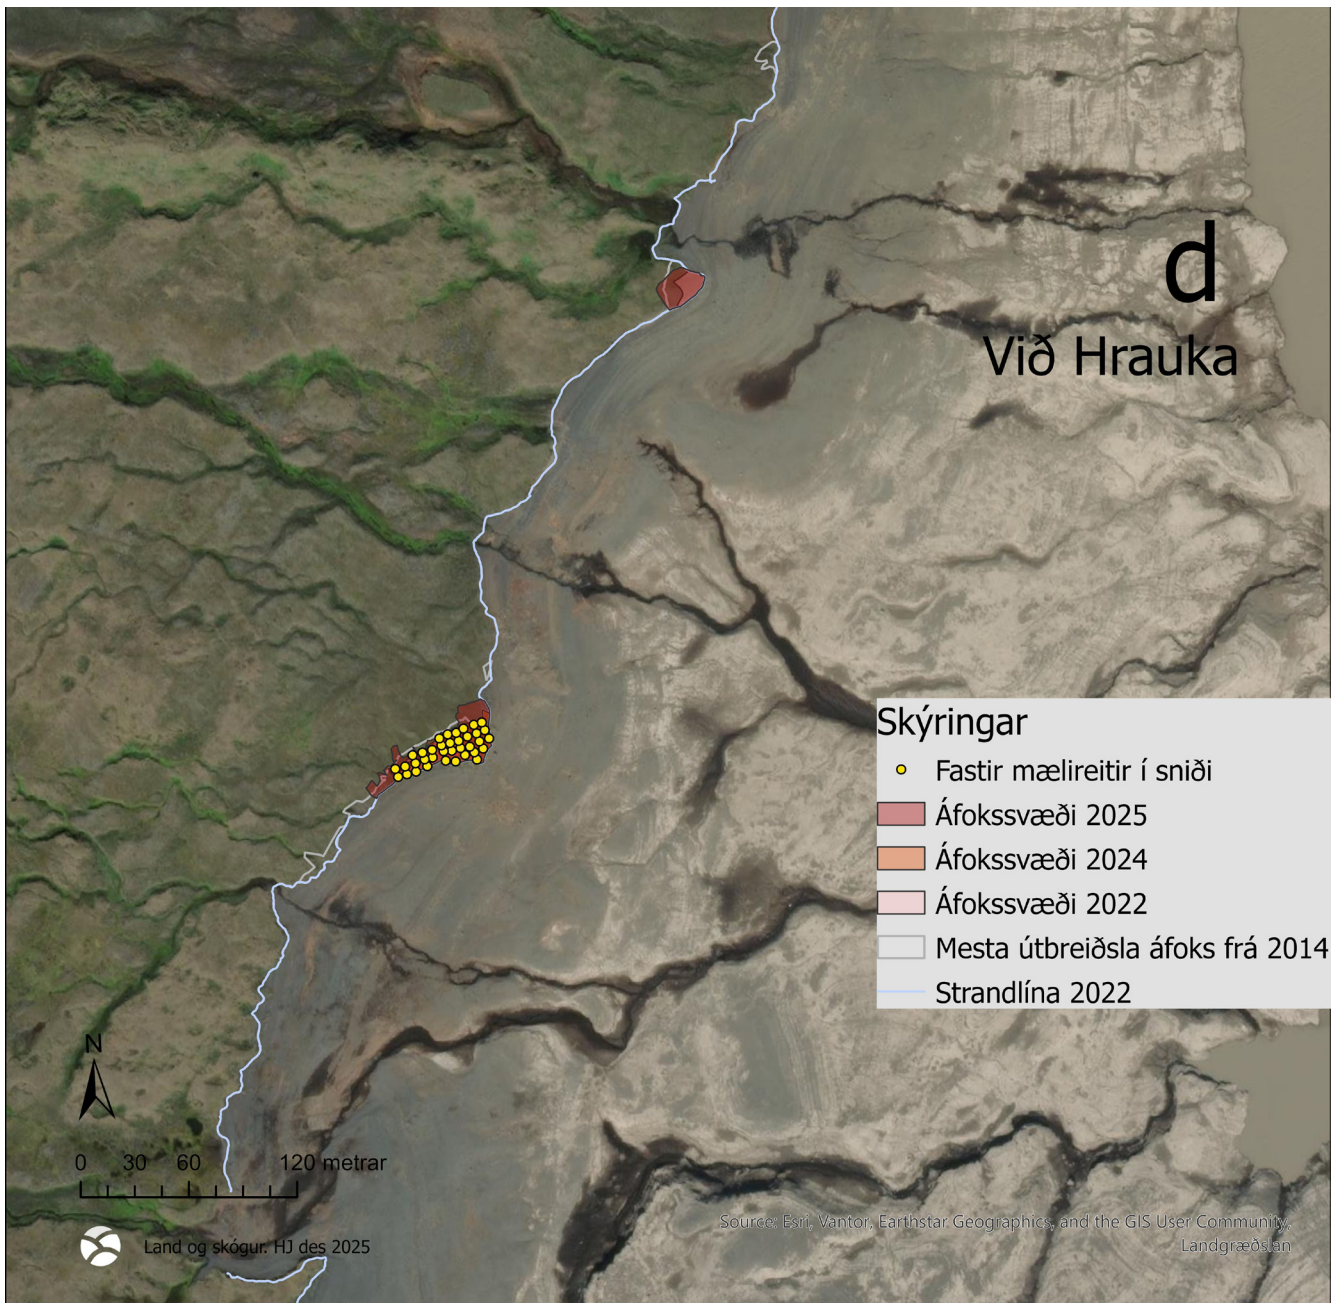 d
Við Hrauka
Skýringar
Fastir mælireitir í sniði
Áfokssvæði 2025
Áfokssvæði 2024
Áfokssvæði 2022
Mesta útbreiðsla áfoks frá 2014
Strandlína 2022
N
0 30 60 120 metrar
Source: Esri, Vantor, Earthstar Geographics, and the GIS User Community,
Landgræðslan
Land og skógur. HJ des 2025